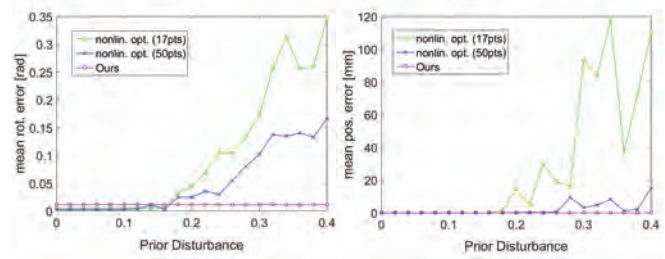 0.35
0.3
0.25
0.2
0.15
0.1
0.05
0
mean rot. error [rad]
nonlin. opt. (17pts)
nonlin. opt. (50pts)
Ours
0 0.1 0.2 0.3 0.4
Prior Disturbance
120
100
80
60
40
20
0
mean pos. error [mm]
nonlin. opt. (17pts)
nonlin. opt. (50pts)
Ours
0 0.1 0.2 0.3 0.4
Prior Disturbance